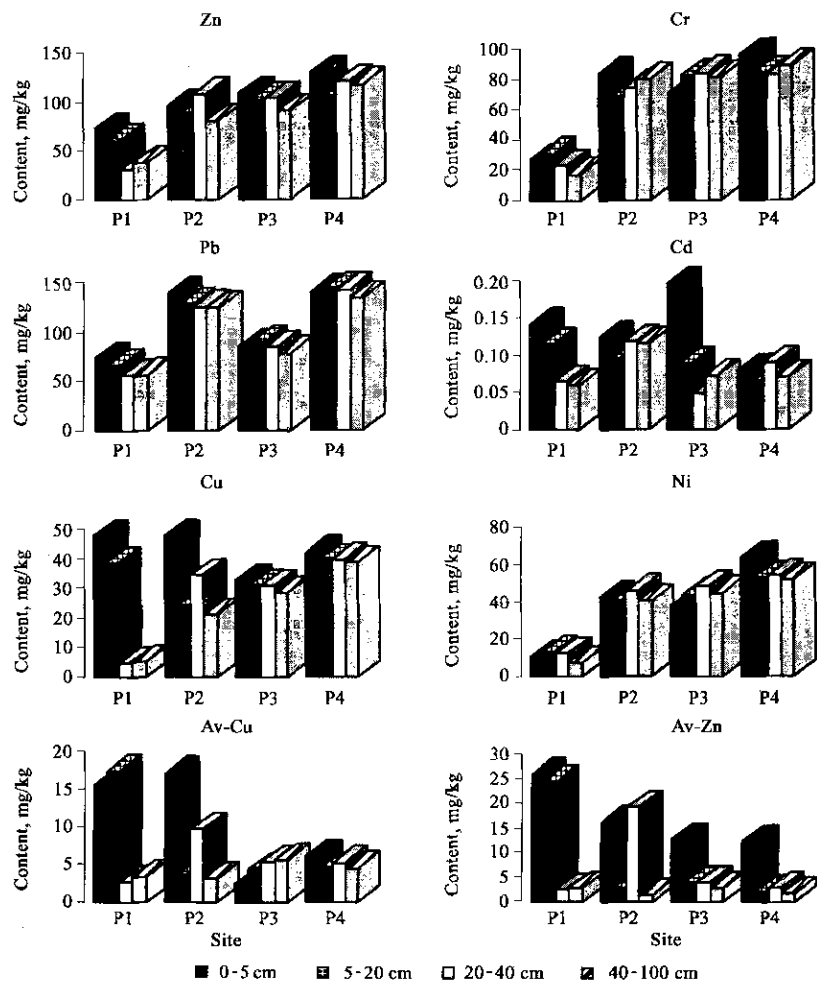 Zn
Cr
Content, mg/kg
150
100
50
0
P1 P2 P3 P4
Content, mg/kg
100
80
60
40
20
0
P1 P2 P3 P4
Pb
Cd
Content, mg/kg
150
100
50
0
P1 P2 P3 P4
Content, mg/kg
0.20
0.15
0.10
0.05
0
P1 P2 P3 P4
Cu
Ni
Content, mg/kg
50
40
30
20
10
0
P1 P2 P3 P4
Content, mg/kg
80
60
40
20
0
P1 P2 P3 P4
Av-Cu
Av-Zn
Content, mg/kg
20
15
10
5
0
P1 P2 P3 P4
Site
Content, mg/kg
30
25
20
15
10
5
0
P1 P2 P3 P4
Site
0-5 cm 5-20 cm 20-40 cm 40-100 cm